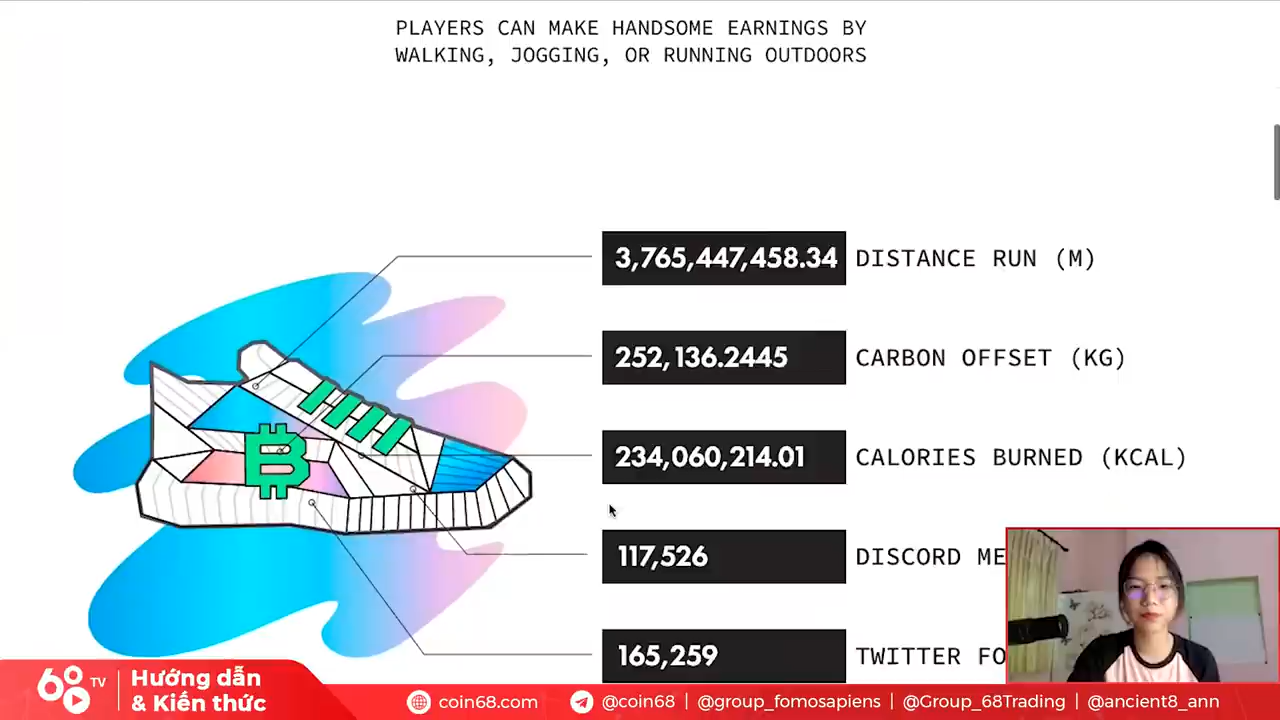 PLAYERS CAN MAKE HANDSOME EARNINGS BY
WALKING, JOGGING, OR RUNNING OUTDOORS
3,765,447,458.34 DISTANCE RUN (M)
252,136.2445 CARBON OFFSET (KG)
234,060,214.01 CALORIES BURNED (KCAL)
117,526 DISCORD ME
165,259 TWITTER FO
68 TV
Hướng dẫn
& Kiến thức
coin68.com @coin68 | @group_fomosapiens | @Group_68Trading | @ancient8_ann